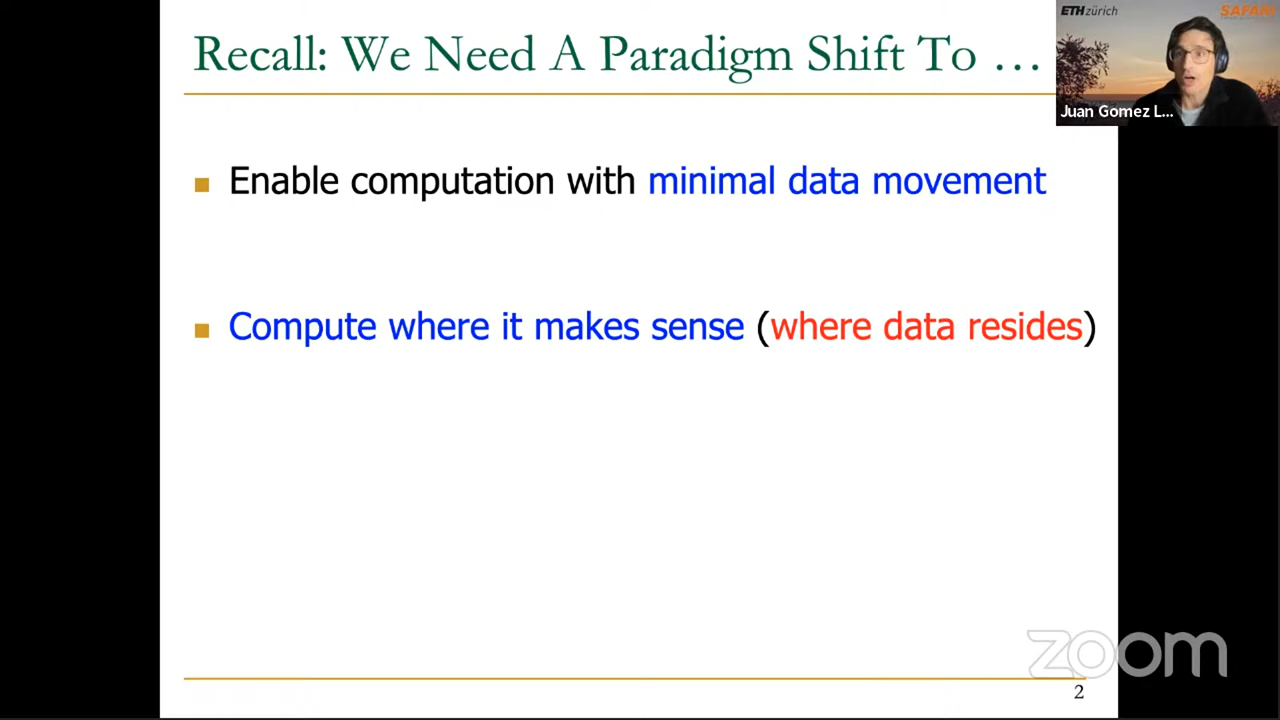 Recall: We Need A Paradigm Shift To …
ETHzürich
SAFARI
Juan Gomez L...
Enable computation with minimal data movement
Compute where it makes sense (where data resides)
zoom
2